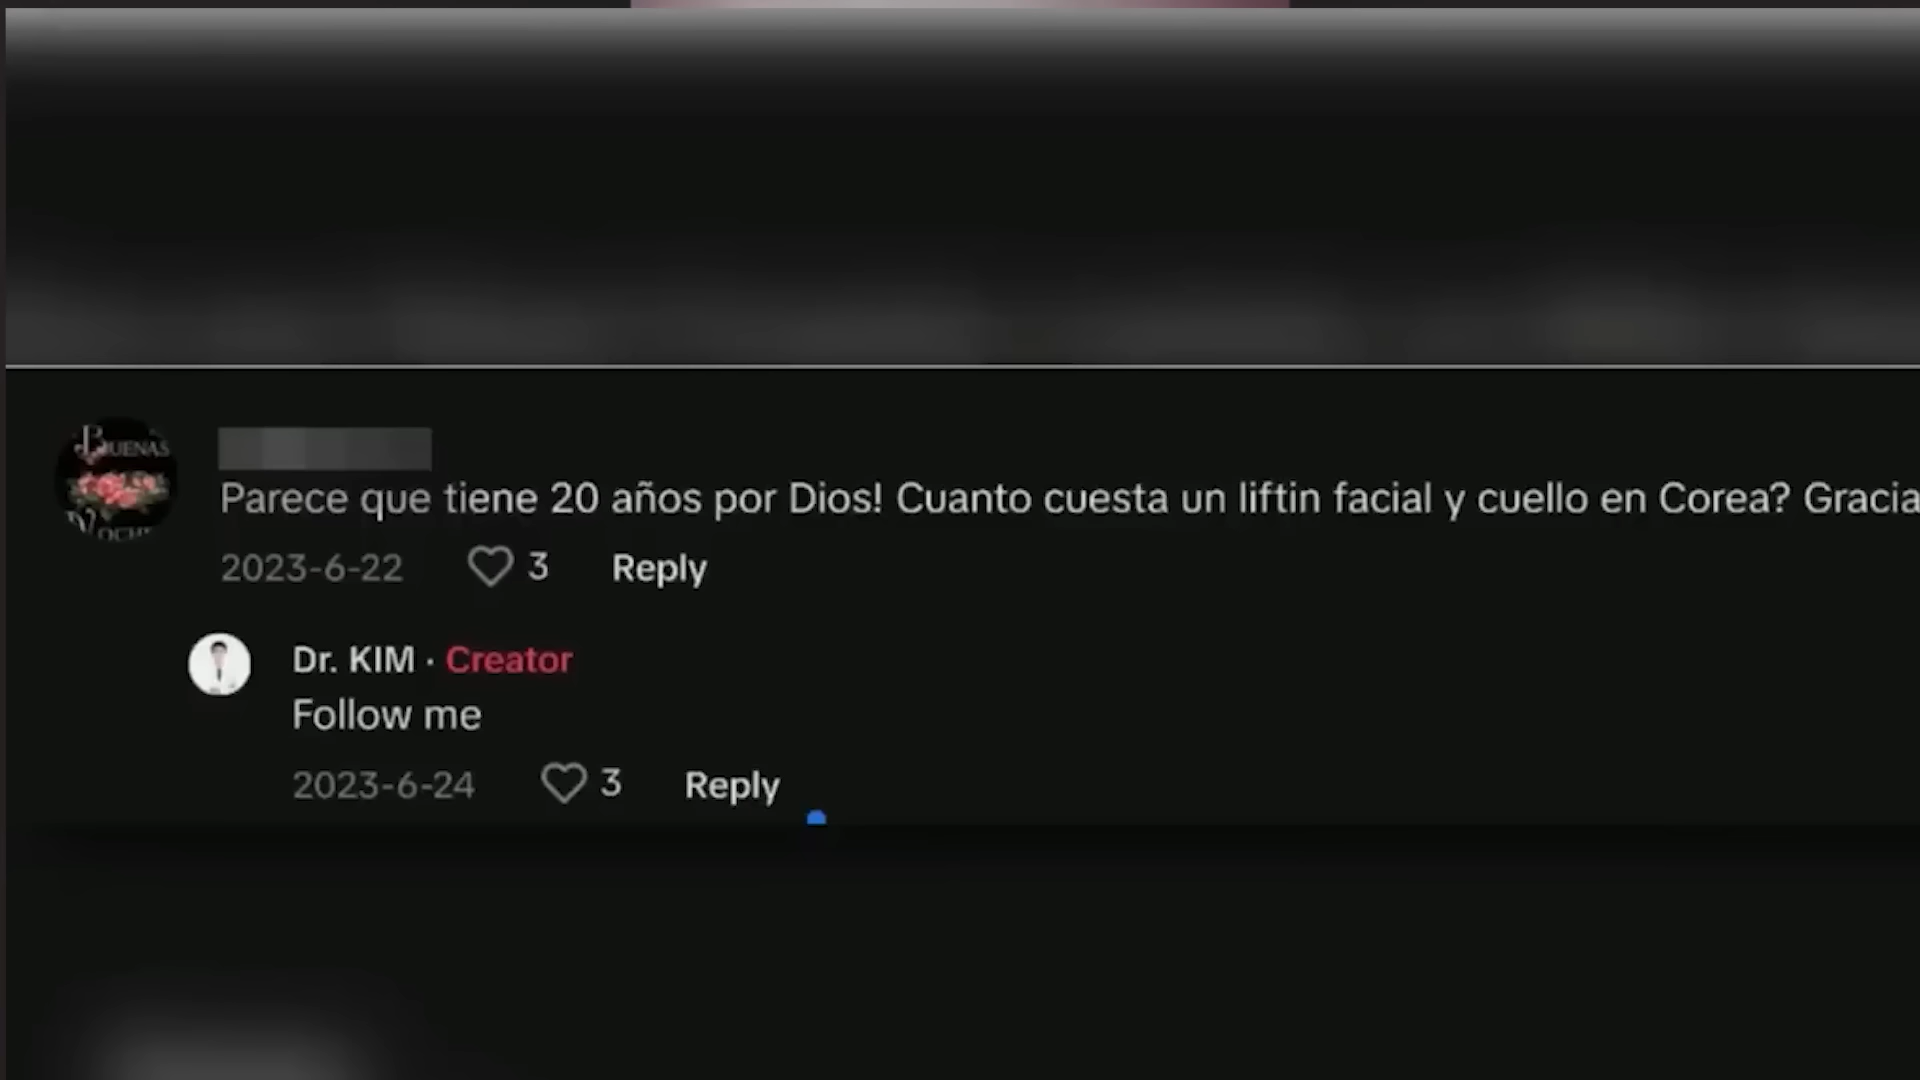 BUENAS
Parece que tiene 20 años por Dios! Cuanto cuesta un liftin facial y cuello en Corea? Gracia
2023-6-22 3 Reply
Dr. KIM · Creator
Follow me
2023-6-24 3 Reply